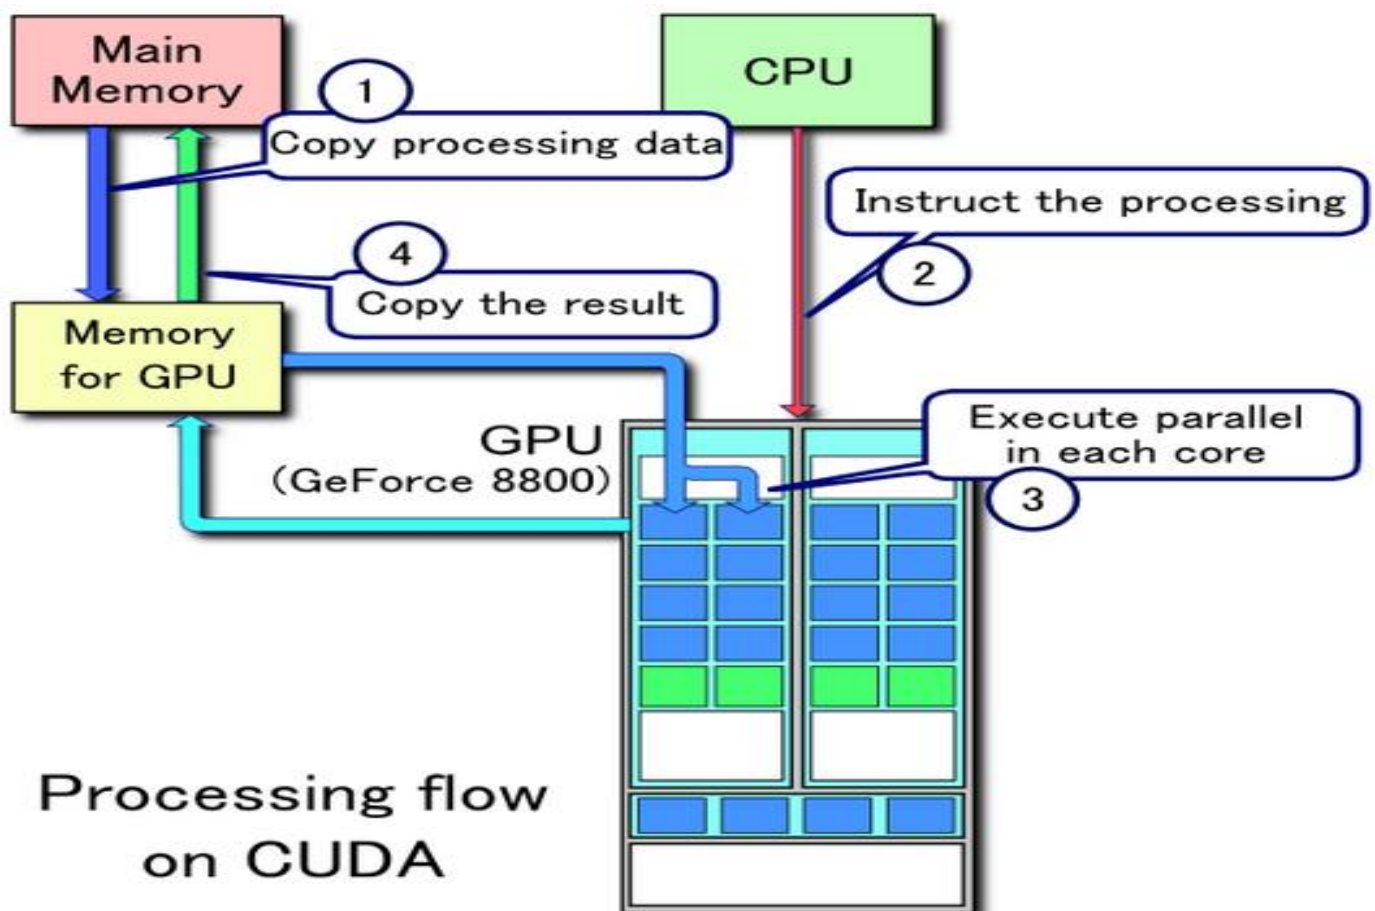 Main
Memory
CPU
1
Copy processing data
Instruct the processing
2
4
Copy the result
Memory
for GPU
GPU
(GeForce 8800)
Execute parallel
in each core
3
Processing flow
on CUDA